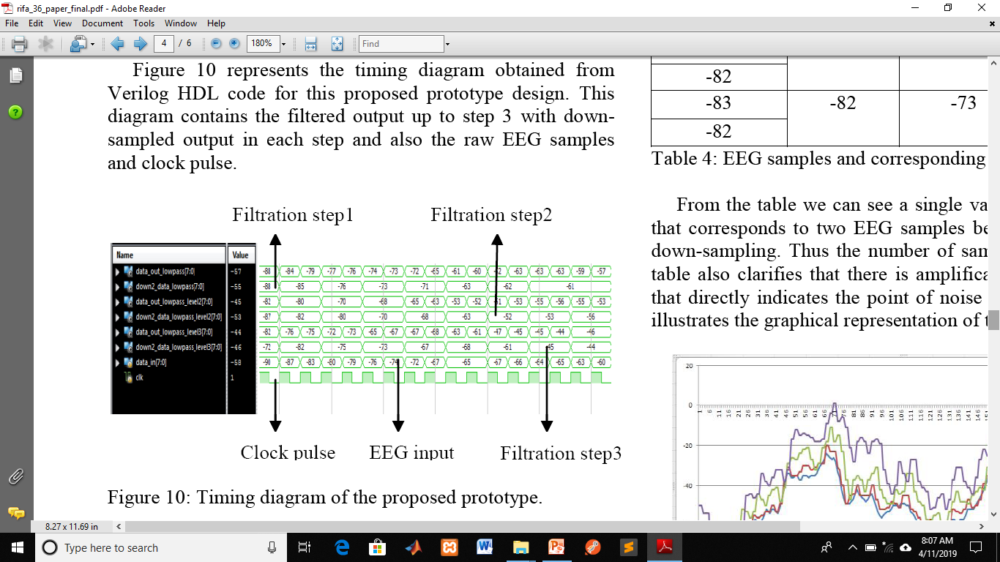 rifa_36_paper_final.pdf - Adobe Reader
File Edit View Document Tools Window Help
4 / 6 180% Find
Figure 10 represents the timing diagram obtained from
Verilog HDL code for this proposed prototype design. This
diagram contains the filtered output up to step 3 with down-
sampled output in each step and also the raw EEG samples
and clock pulse.
Filtration step1 Filtration step2
Name Value
data_out_lowpass[7:0] -57 -88 -84 -79 -77 -76 -74 -73 -72 -65 -61 -60 -63 -63 -63 -59 -57
down2_data_lowpass[7:0] -55 -88 -85 -76 -73 -71 -63 -62 -61
data_out_lowpass_level2[7:0] -45 -82 -80 -70 -68 -65 -63 -53 -52 -53 -55 -56 -55 -53
down2_data_lowpass_level2[7:0] -53 -87 -82 -80 -70 -68 -63 -52 -53 -56
data_out_lowpass_level3[7:0] -44 -82 -76 -75 -72 -73 -65 -67 -67 -68 -63 -61 -47 -45 -45 -44 -46
down2_data_lowpass_level3[7:0] -46 -72 -82 -75 -73 -67 -68 -61 -45 -44
data_in[7:0] -58 -90 -87 -83 -80 -79 -76 -74 -72 -67 -65 -67 -66 -64 -65 -63 -60
clk 1
Clock pulse EEG input Filtration step3
Figure 10: Timing diagram of the proposed prototype.
-82
-83 -82 -73
-82
Table 4: EEG samples and corresponding
From the table we can see a single va
that corresponds to two EEG samples be
down-sampling. Thus the number of sam
table also clarifies that there is amplifica
that directly indicates the point of noise
illustrates the graphical representation of t
20
0
-20
-40
1 6 11 16 21 26 31 36 41 46 51 56 61 66 71 76 81 86 91 96 101 106 111 116 121 126 131 136 141 146
8.27 x 11.69 in
Type here to search
8:07 AM
4/11/2019